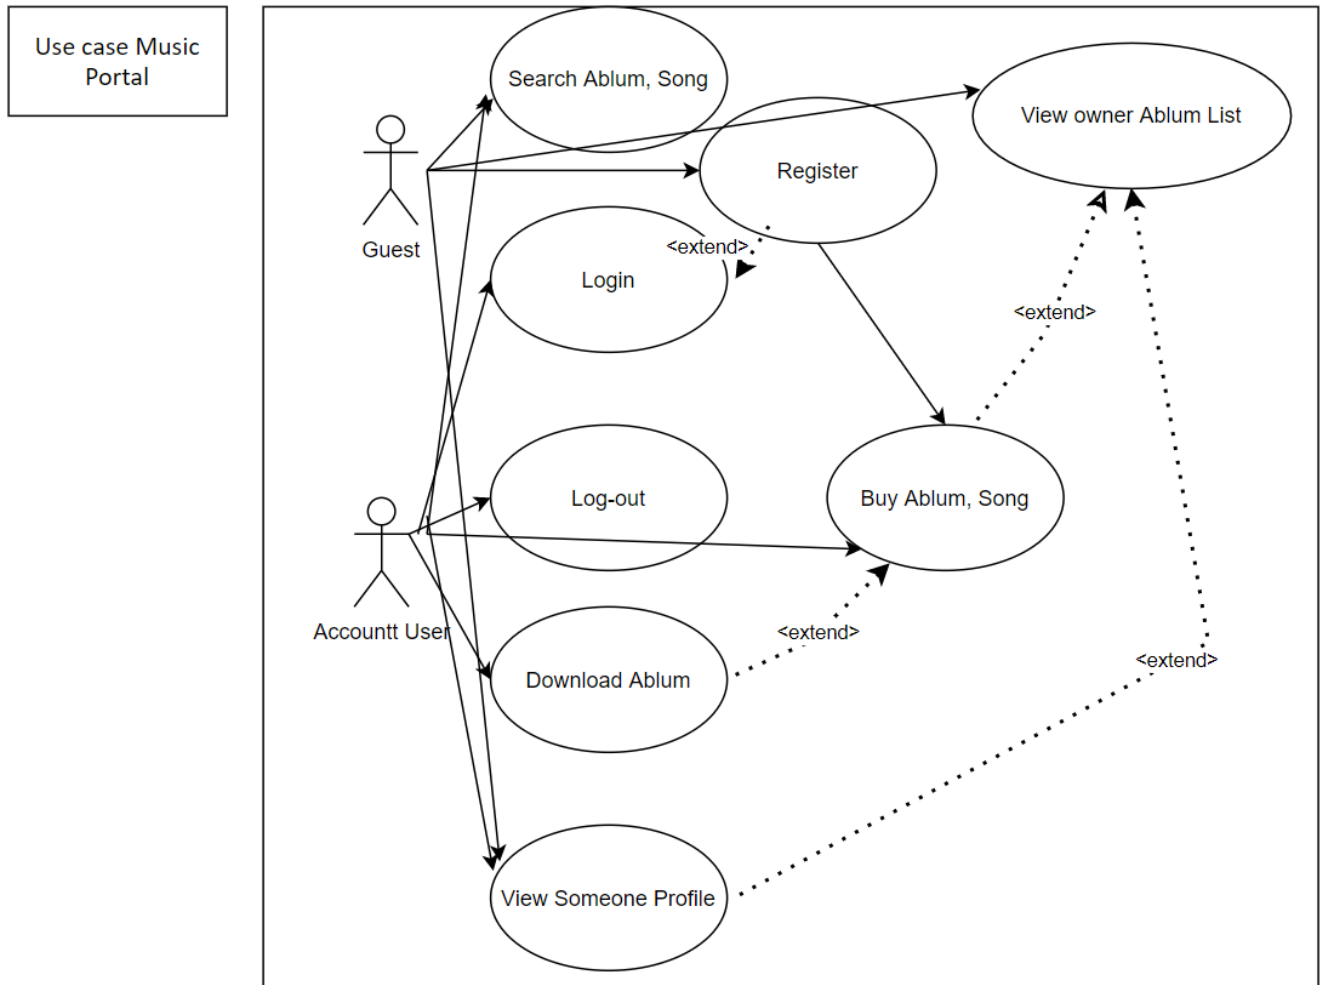 Use case Music
Portal
Search Ablum, Song
View owner Ablum List
Register
Guest
<extend>
Login
<extend>
Log-out
Buy Ablum, Song
Accountt User
<extend>
<extend>
Download Ablum
View Someone Profile